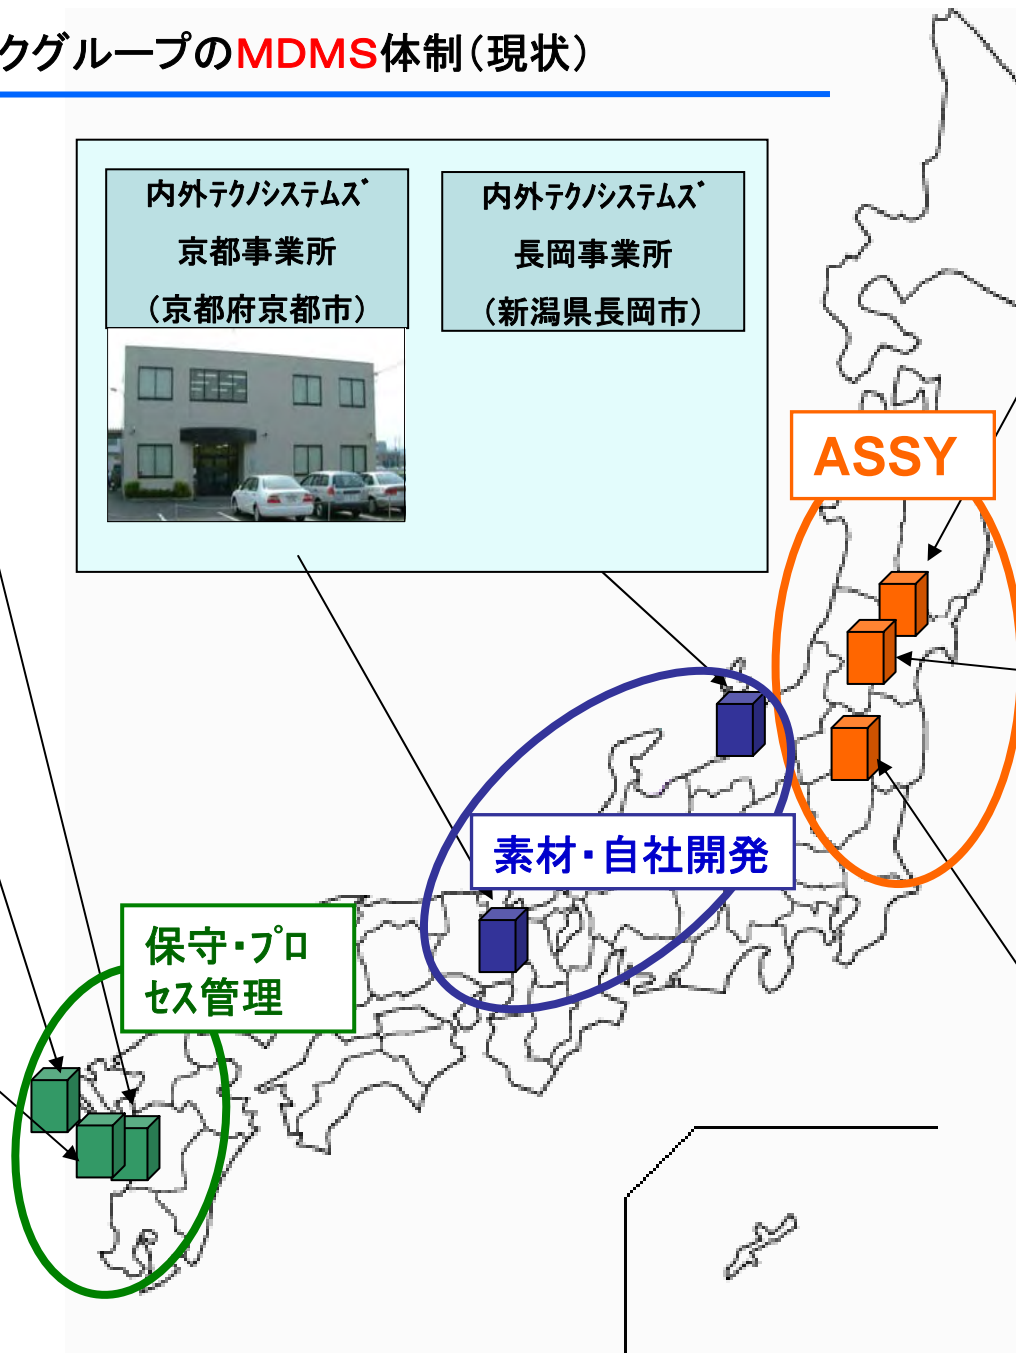 クグループのMDMS体制（現状）
内外ﾃｸﾉｼｽﾃﾑｽﾞ
京都事業所
（京都府京都市）
内外ﾃｸﾉｼｽﾃﾑｽﾞ
長岡事業所
（新潟県長岡市）
ASSY
素材・自社開発
保守・ﾌﾟﾛ
ｾｽ管理